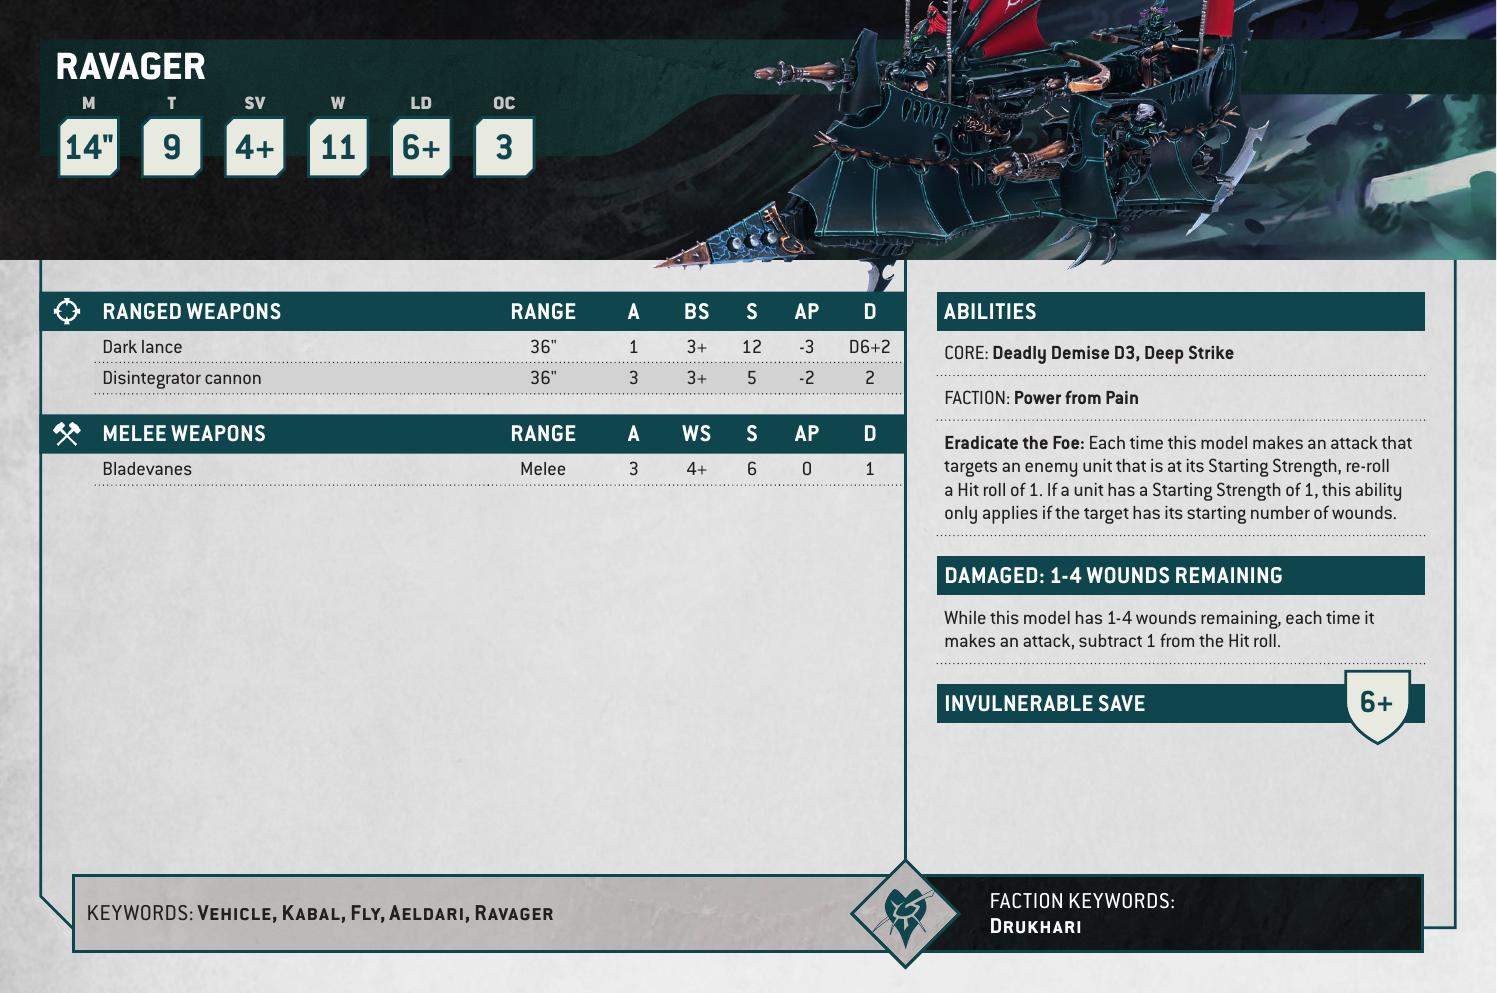 RAVAGER
M T SV W LD OC
14" 9 4+ 11 6+ 3
RANGED WEAPONS RANGE A BS S AP D
Dark lance 36" 1 3+ 12 -3 D6+2
Disintegrator cannon 36" 3 3+ 5 -2 2
MELEE WEAPONS RANGE A WS S AP D
Bladevanes Melee 3 4+ 6 0 1
ABILITIES
CORE: Deadly Demise D3, Deep Strike
FACTION: Power from Pain
Eradicate the Foe: Each time this model makes an attack that
targets an enemy unit that is at its Starting Strength, re-roll
a Hit roll of 1. If a unit has a Starting Strength of 1, this ability
only applies if the target has its starting number of wounds.
DAMAGED: 1-4 WOUNDS REMAINING
While this model has 1-4 wounds remaining, each time it
makes an attack, subtract 1 from the Hit roll.
INVULNERABLE SAVE 6+
KEYWORDS: VEHICLE, KABAL, FLY, AELDARI, RAVAGER
FACTION KEYWORDS:
DRUKHARI